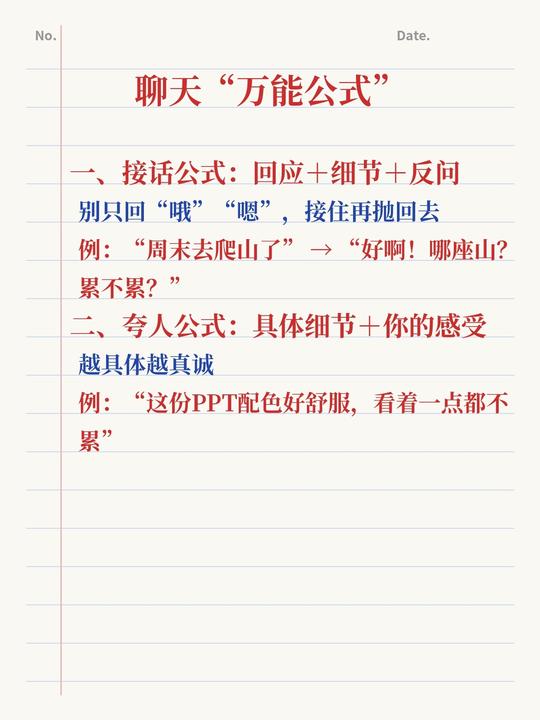 No.
Date.
聊天“万能公式”
一、接话公式：回应＋细节＋反问
别只回“哦”“嗯”，接住再抛回去
例：“周末去爬山了”→“好啊！哪座山？
累不累？”
二、夸人公式：具体细节＋你的感受
越具体越真诚
例：“这份PPT配色好舒服，看着一点都不
累”